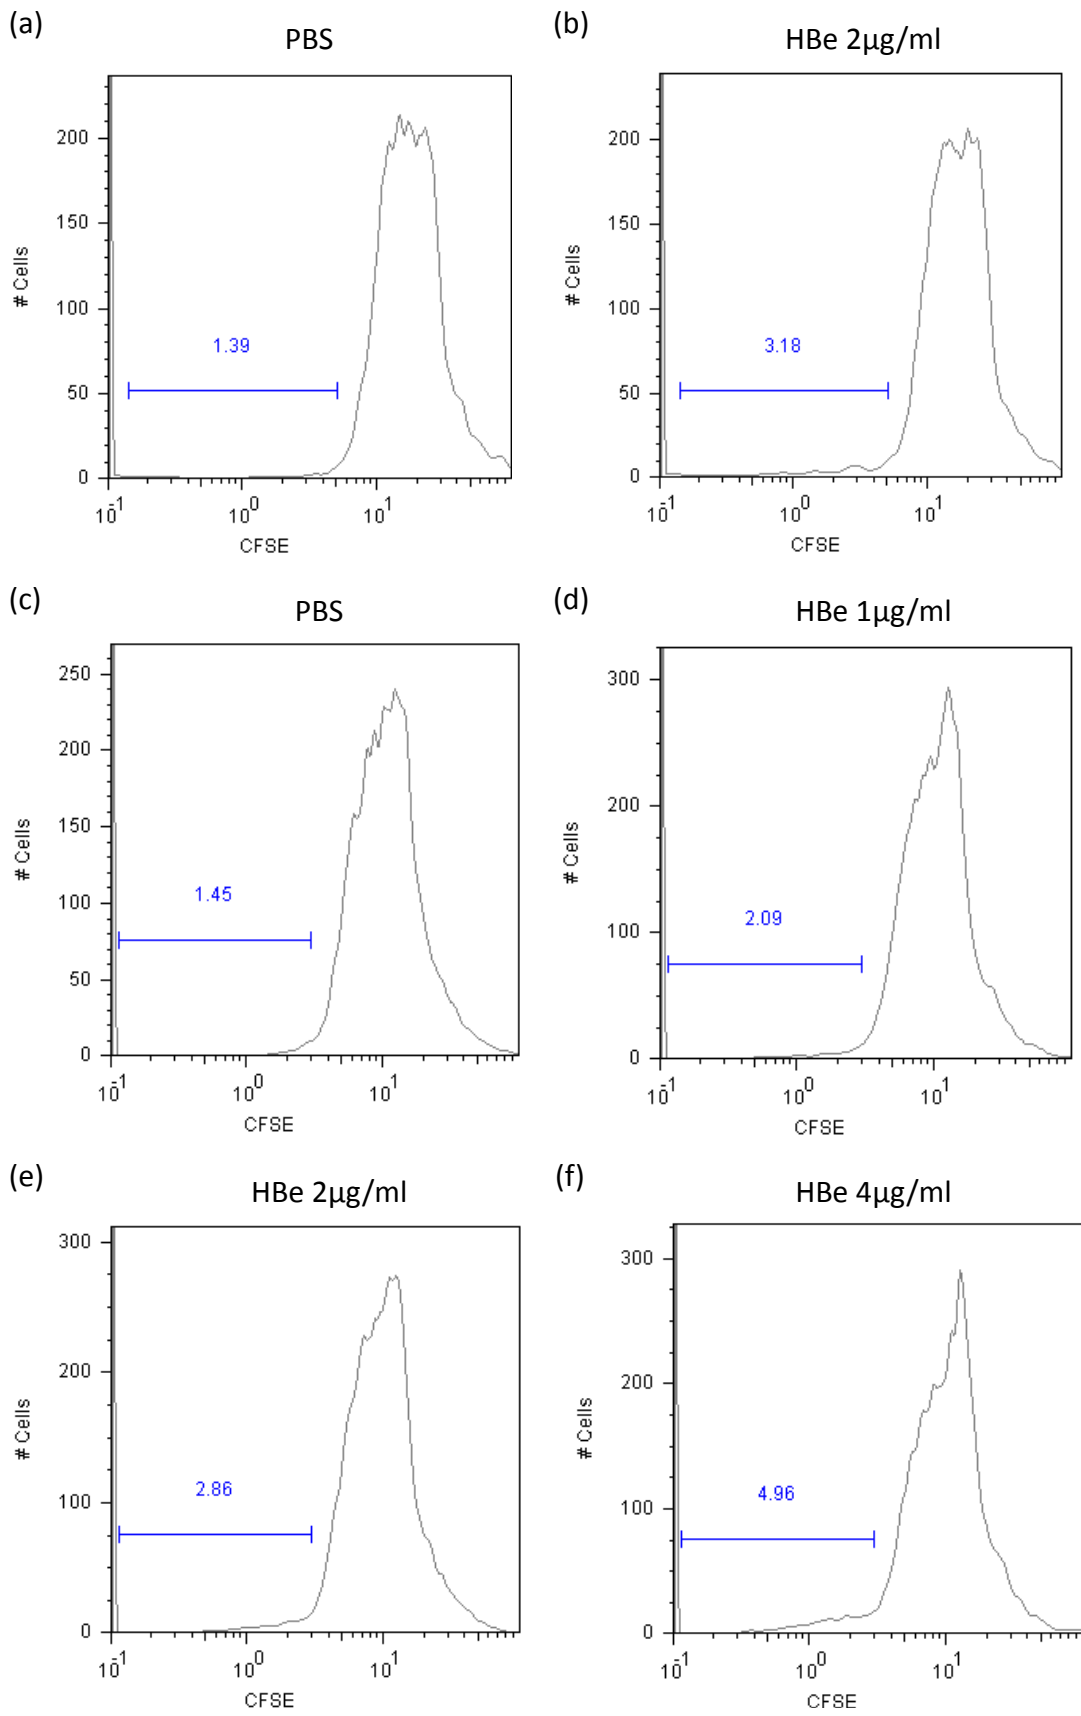 (a)
PBS
200
150
100
50
0
# Cells
1.39
10-1
100
101
CFSE
(b)
HBe 2µg/ml
200
150
100
50
0
# Cells
3.18
10-1
100
101
CFSE
(c)
PBS
250
200
150
100
50
0
# Cells
1.45
10-1
100
101
CFSE
(d)
HBe 1µg/ml
300
200
100
0
# Cells
2.09
10-1
100
101
CFSE
(e)
HBe 2µg/ml
300
200
100
0
# Cells
2.86
10-1
100
101
CFSE
(f)
HBe 4µg/ml
300
200
100
0
# Cells
4.96
10-1
100
101
CFSE